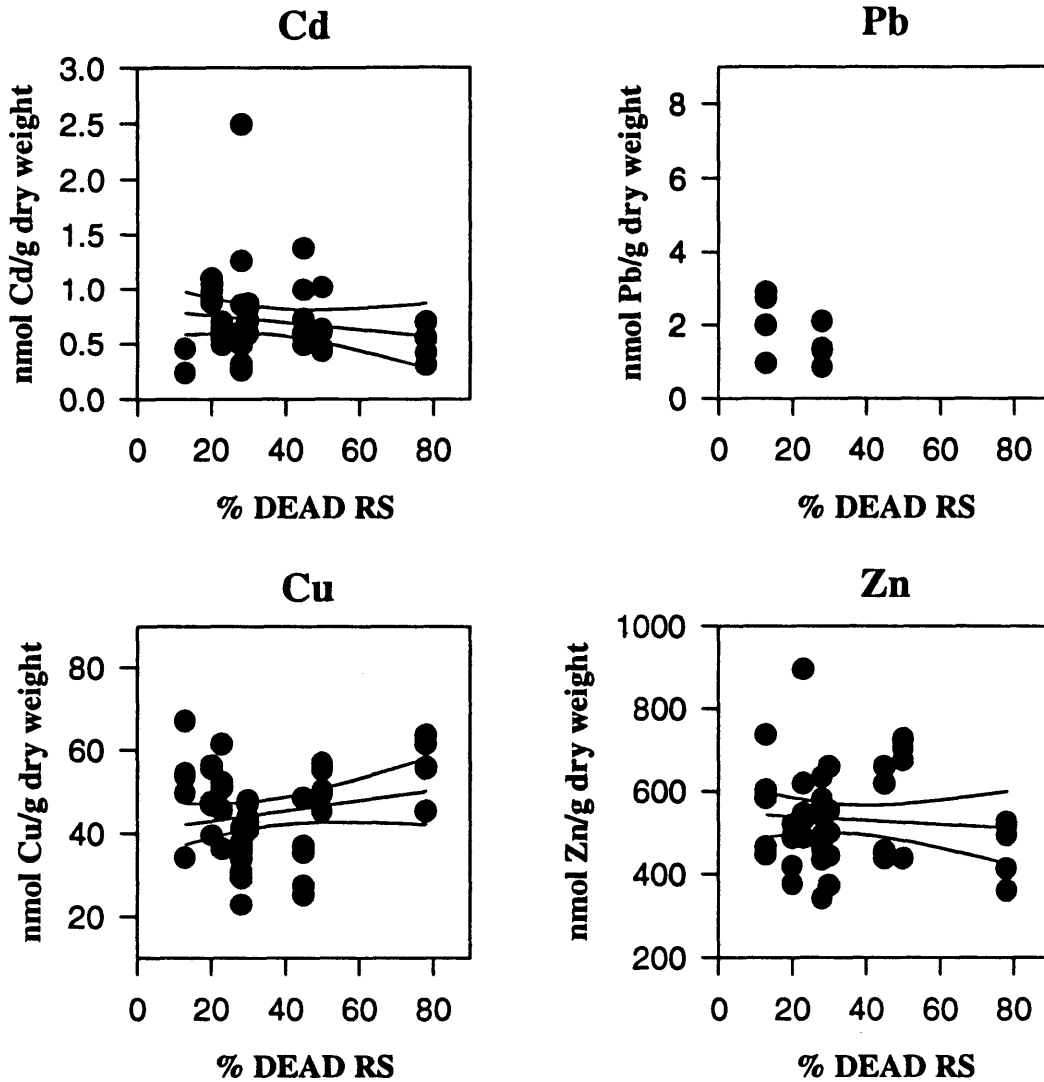 Cd
nmol Cd/g dry weight
3.0
2.5
2.0
1.5
1.0
0.5
0.0
0 20 40 60 80
% DEAD RS
Pb
nmol Pb/g dry weight
8
6
4
2
0
0 20 40 60 80
% DEAD RS
Cu
nmol Cu/g dry weight
80
60
40
20
0 20 40 60 80
% DEAD RS
Zn
nmol Zn/g dry weight
1000
800
600
400
200
0 20 40 60 80
% DEAD RS